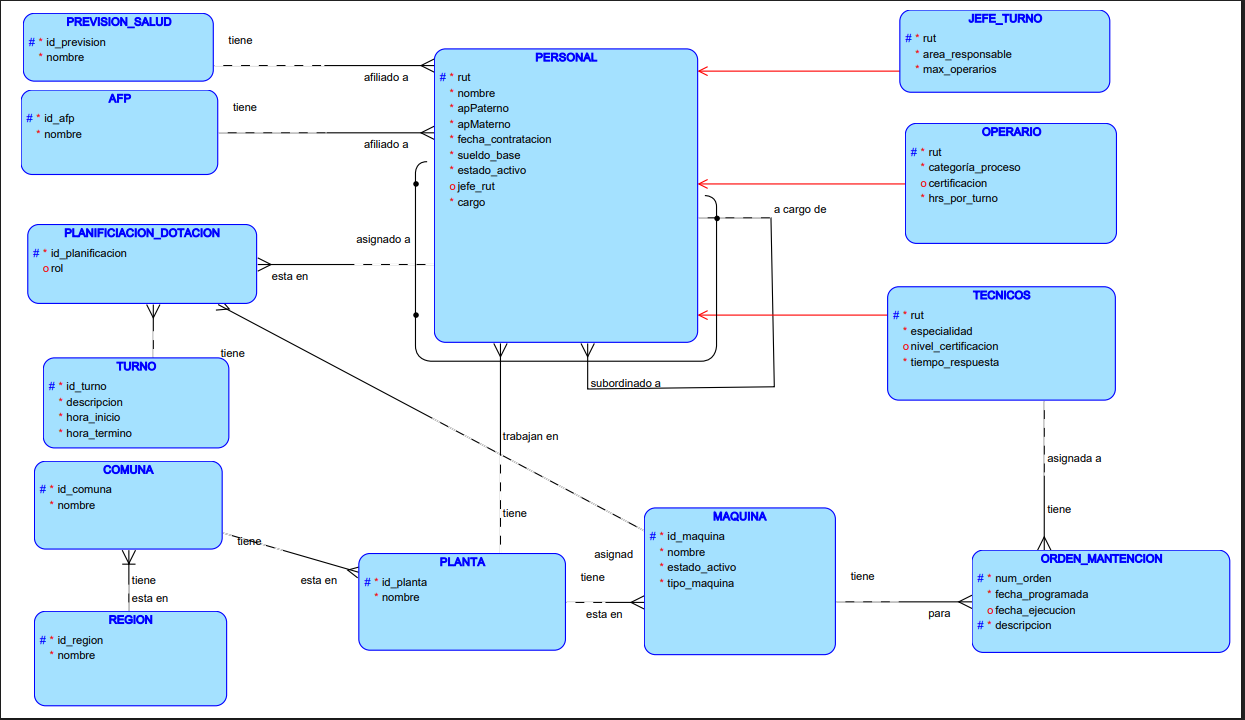 PREVISION_SALUD
# * id_prevision
* nombre
tiene
afiliado a
AFP
# * id_afp
* nombre
tiene
afiliado a
PERSONAL
# * rut
* nombre
* apPaterno
* apMaterno
* fecha_contratacion
* sueldo_base
* estado_activo
o jefe_rut
* cargo
JEFE_TURNO
# * rut
* area_responsable
* max_operarios
OPERARIO
# * rut
* categoría_proceso
o certificacion
* hrs_por_turno
a cargo de
subordinado a
PLANIFICIACION_DOTACION
# * id_planificacion
o rol
asignado a
esta en
TECNICOS
# * rut
* especialidad
o nivel_certificacion
* tiempo_respuesta
tiene
TURNO
# * id_turno
* descripcion
* hora_inicio
* hora_termino
trabajan en
tiene
asignada a
tiene
COMUNA
# * id_comuna
* nombre
tiene
esta en
tiene
esta en
REGION
# * id_region
* nombre
PLANTA
# * id_planta
* nombre
asignad
tiene
esta en
MAQUINA
# * id_maquina
* nombre
* estado_activo
* tipo_maquina
tiene
para
ORDEN_MANTENCION
# * num_orden
* fecha_programada
o fecha_ejecucion
# * descripcion